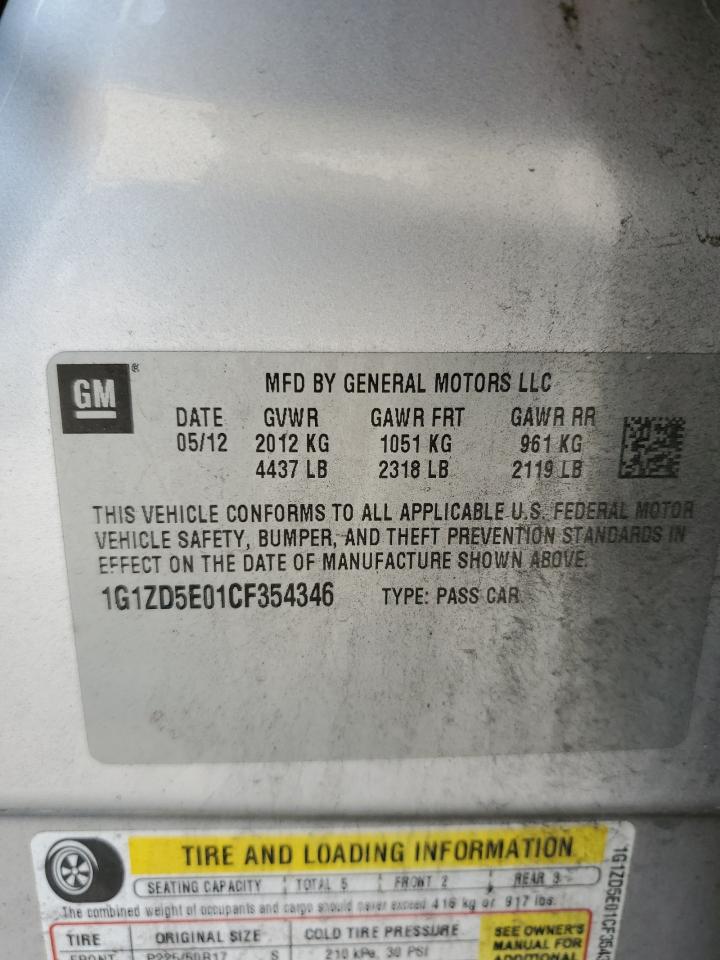 GM ®
MFD BY GENERAL MOTORS LLC
DATE GVWR GAWR FRT GAWR RR
05/12 2012 KG 1051 KG 961 KG
4437 LB 2318 LB 2119 LB
THIS VEHICLE CONFORMS TO ALL APPLICABLE U.S. FEDERAL MOTOR
VEHICLE SAFETY, BUMPER, AND THEFT PREVENTION STANDARDS IN
EFFECT ON THE DATE OF MANUFACTURE SHOWN ABOVE.
1G1ZD5E01CF354346 TYPE: PASS CAR
TIRE AND LOADING INFORMATION
SEATING CAPACITY TOTAL 5 FRONT 2 REAR 3
The combined weight of occupants and cargo should never exceed 416 kg or 917 lbs.
TIRE ORIGINAL SIZE COLD TIRE PRESSURE SEE OWNER'S
MANUAL FOR
ADDITIONAL
FRONT P225/50R17 S 210 kPa, 30 PSI
1G1ZD5E01CF3543